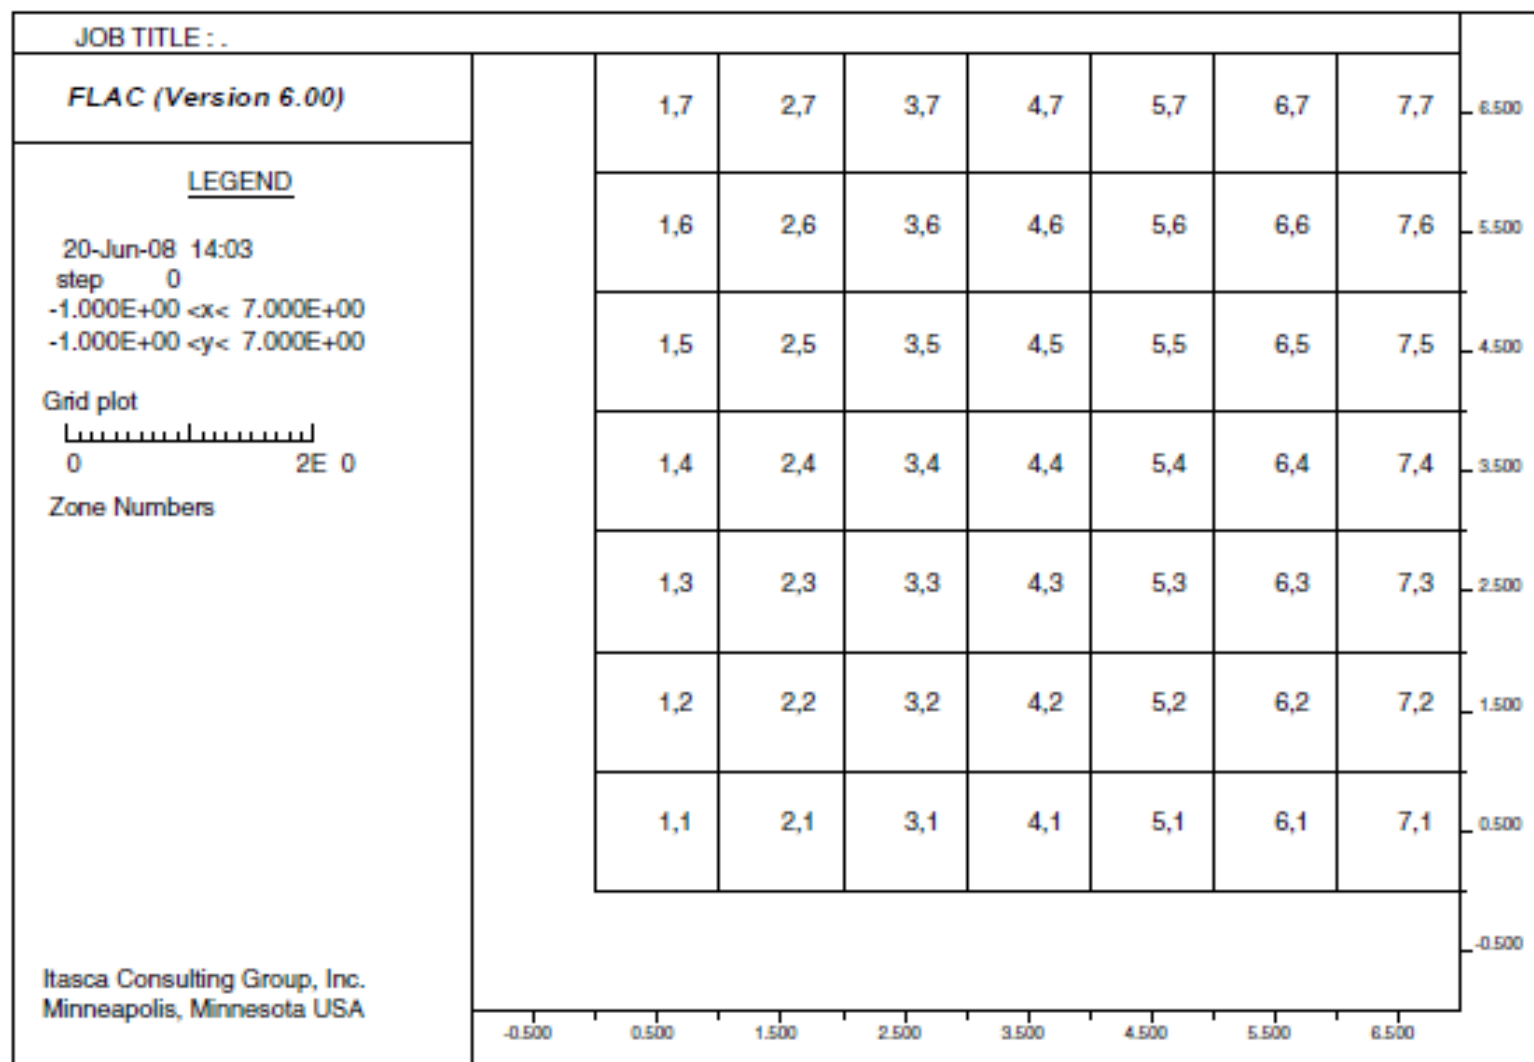 JOB TITLE : .
FLAC (Version 6.00)
LEGEND
20-Jun-08 14:03
step 0
-1.000E+00 <x< 7.000E+00
-1.000E+00 <y< 7.000E+00
Grid plot
0 2E 0
Zone Numbers
Itasca Consulting Group, Inc.
Minneapolis, Minnesota USA
1,7 2,7 3,7 4,7 5,7 6,7 7,7 6.500
1,6 2,6 3,6 4,6 5,6 6,6 7,6 5.500
1,5 2,5 3,5 4,5 5,5 6,5 7,5 4.500
1,4 2,4 3,4 4,4 5,4 6,4 7,4 3.500
1,3 2,3 3,3 4,3 5,3 6,3 7,3 2.500
1,2 2,2 3,2 4,2 5,2 6,2 7,2 1.500
1,1 2,1 3,1 4,1 5,1 6,1 7,1 0.500
-0.500
-0.500 0.500 1.500 2.500 3.500 4.500 5.500 6.500